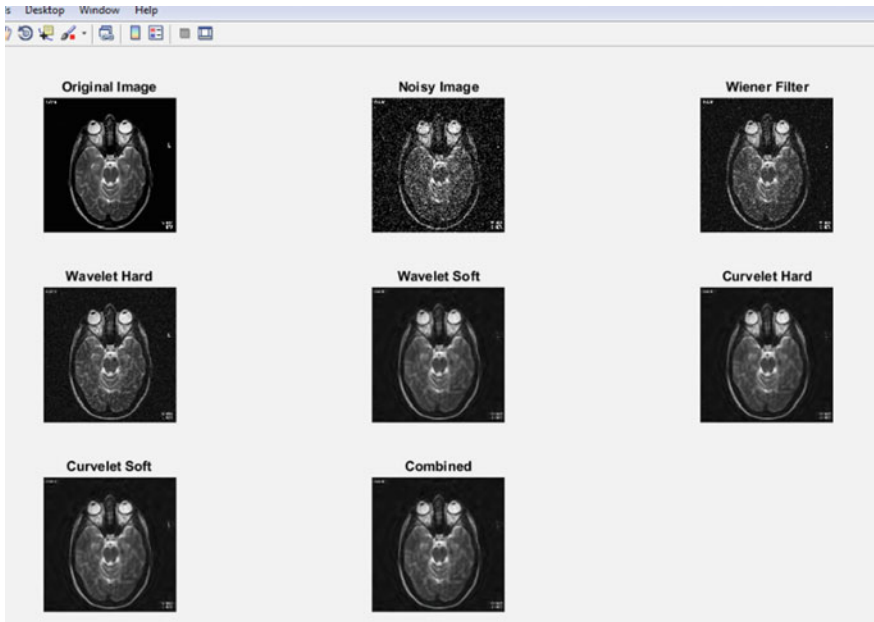 Desktop Window Help
Original Image
Noisy Image
Wiener Filter
Wavelet Hard
Wavelet Soft
Curvelet Hard
Curvelet Soft
Combined